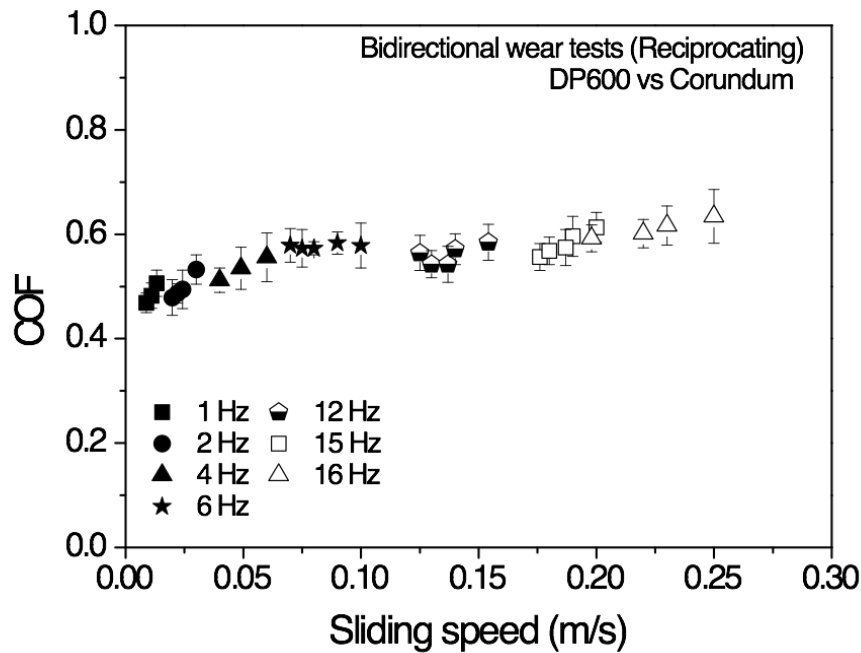 Bidirectional wear tests (Reciprocating)
DP600 vs Corundum
COF
1.0
0.8
0.6
0.4
0.2
0.0
1 Hz
2 Hz
4 Hz
6 Hz
12 Hz
15 Hz
16 Hz
0.00 0.05 0.10 0.15 0.20 0.25 0.30
Sliding speed (m/s)